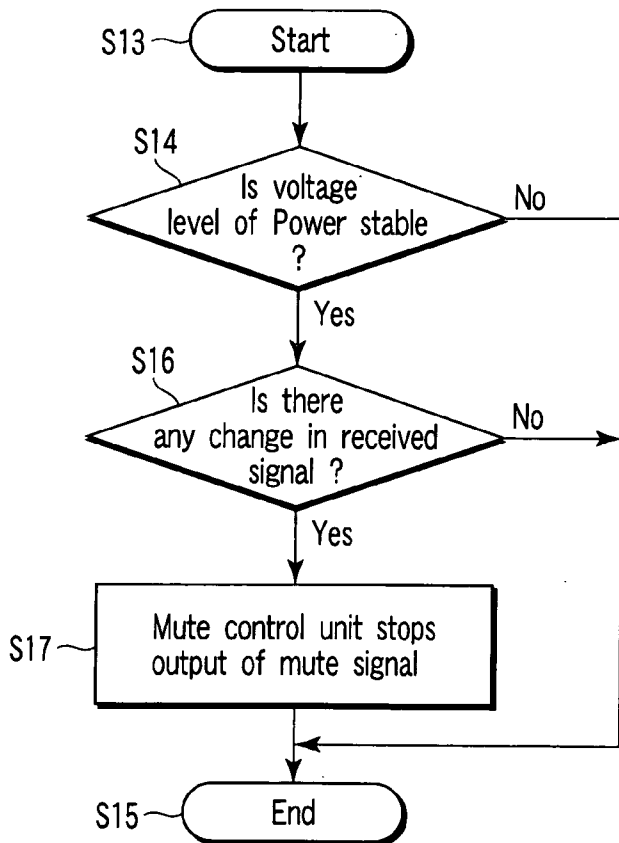 S13
Start
S14
Is voltage
level of Power stable
?
No
Yes
S16
Is there
any change in received
signal ?
No
Yes
S17
Mute control unit stops
output of mute signal
S15
End